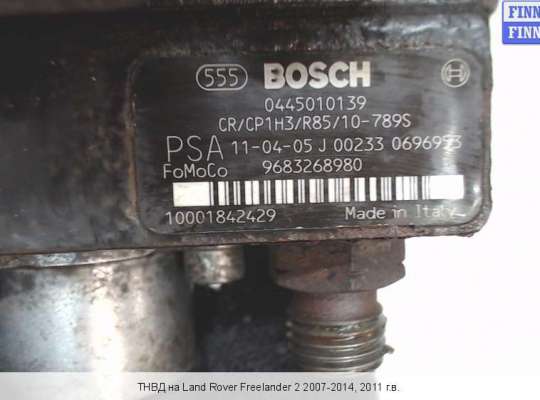 FINN
FINN
555 BOSCH
0445010139
CR/CP1H3/R85/10-789S
PSA 11-04-05 J 00233 0696953
FoMoCo 9683268980
10001842429 Made in Italy
ТНВД на Land Rover Freelander 2 2007-2014, 2011 г.в.